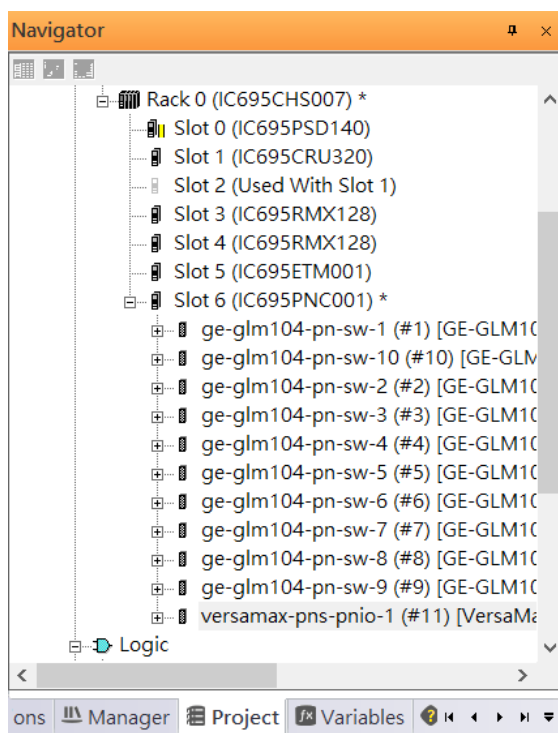 Navigator
Rack 0 (IC695CHS007) *
Slot 0 (IC695PSD140)
Slot 1 (IC695CRU320)
Slot 2 (Used With Slot 1)
Slot 3 (IC695RMX128)
Slot 4 (IC695RMX128)
Slot 5 (IC695ETM001)
Slot 6 (IC695PNC001) *
ge-glm104-pn-sw-1 (#1) [GE-GLM10
ge-glm104-pn-sw-10 (#10) [GE-GLM
ge-glm104-pn-sw-2 (#2) [GE-GLM10
ge-glm104-pn-sw-3 (#3) [GE-GLM10
ge-glm104-pn-sw-4 (#4) [GE-GLM10
ge-glm104-pn-sw-5 (#5) [GE-GLM10
ge-glm104-pn-sw-6 (#6) [GE-GLM10
ge-glm104-pn-sw-7 (#7) [GE-GLM10
ge-glm104-pn-sw-8 (#8) [GE-GLM10
ge-glm104-pn-sw-9 (#9) [GE-GLM10
versamax-pns-pnio-1 (#11) [VersaMa
Logic
ons Manager Project Variables